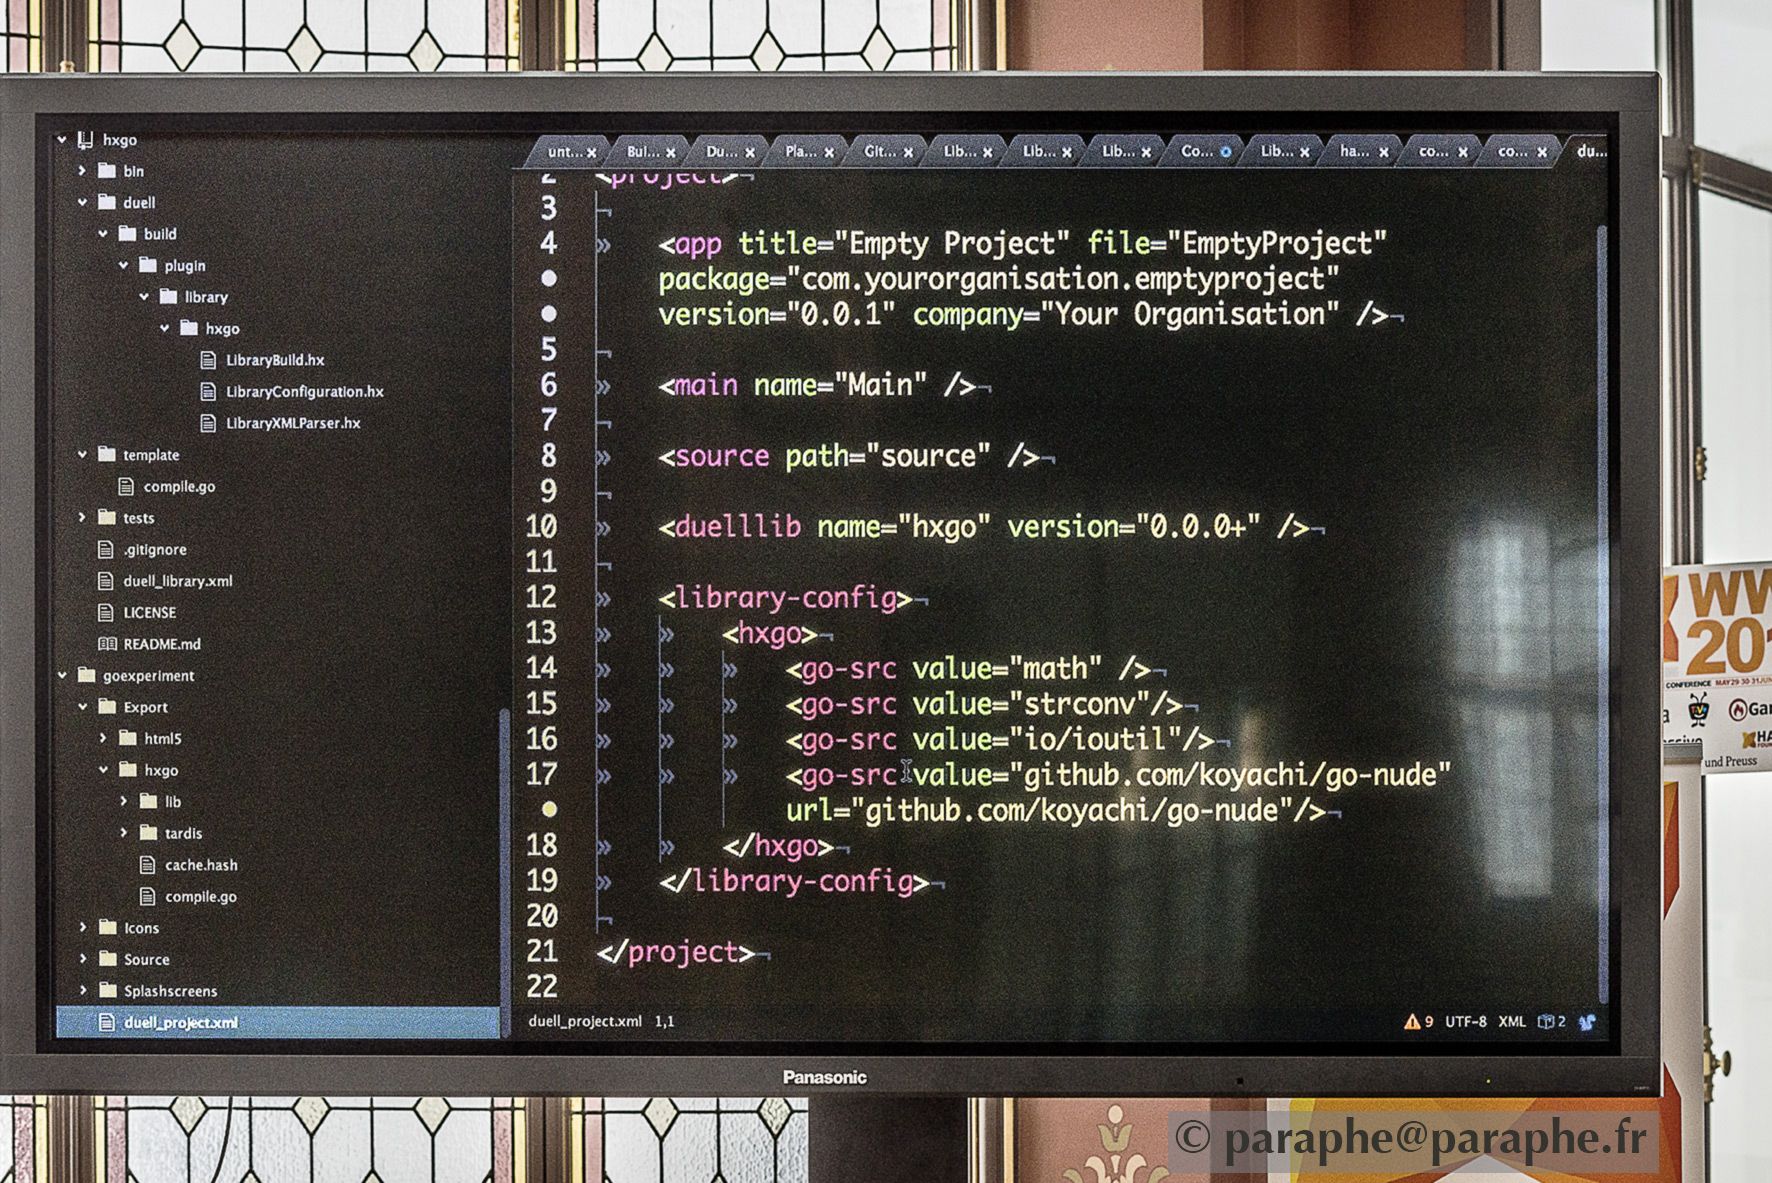 hxgo
bin
duell
build
plugin
library
hxgo
LibraryBuild.hx
LibraryConfiguration.hx
LibraryXMLParser.hx
template
compile.go
tests
.gitignore
duell_library.xml
LICENSE
README.md
goexperiment
Export
html5
hxgo
lib
tardis
cache.hash
compile.go
Icons
Source
Splashscreens
duell_project.xml
unt... Bui... Du... Pla... Git... Lib... Lib... Lib... Co... Lib... ha... co... co... du...
2 <project>
3
4 <app title="Empty Project" file="EmptyProject"
package="com.yourorganisation.emptyproject"
version="0.0.1" company="Your Organisation" />
5
6 <main name="Main" />
7
8 <source path="source" />
9
10 <duelllib name="hxgo" version="0.0.0+" />
11
12 <library-config>
13 <hxgo>
14 <go-src value="math" />
15 <go-src value="strconv"/>
16 <go-src value="io/ioutil"/>
17 <go-src value="github.com/koyachi/go-nude"
url="github.com/koyachi/go-nude"/>
18 </hxgo>
19 </library-config>
20
21 </project>
22
duell_project.xml 1,1
9 UTF-8 XML 2
Panasonic
WW
201
CONFERENCE MAY29-30-31JUN
und Preuss
© paraphe@paraphe.fr